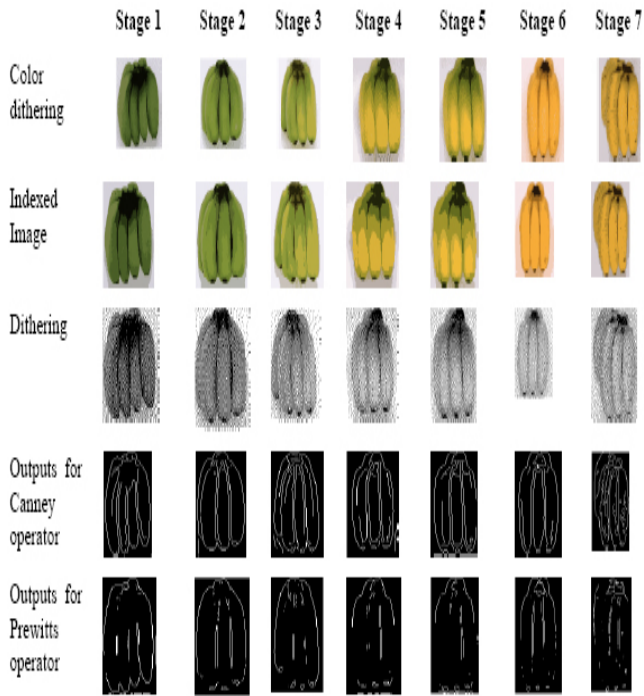 Stage 1 Stage 2 Stage 3 Stage 4 Stage 5 Stage 6 Stage 7
Color
dithering
Indexed
Image
Dithering
Outputs for
Canney
operator
Outputs for
Prewitts
operator